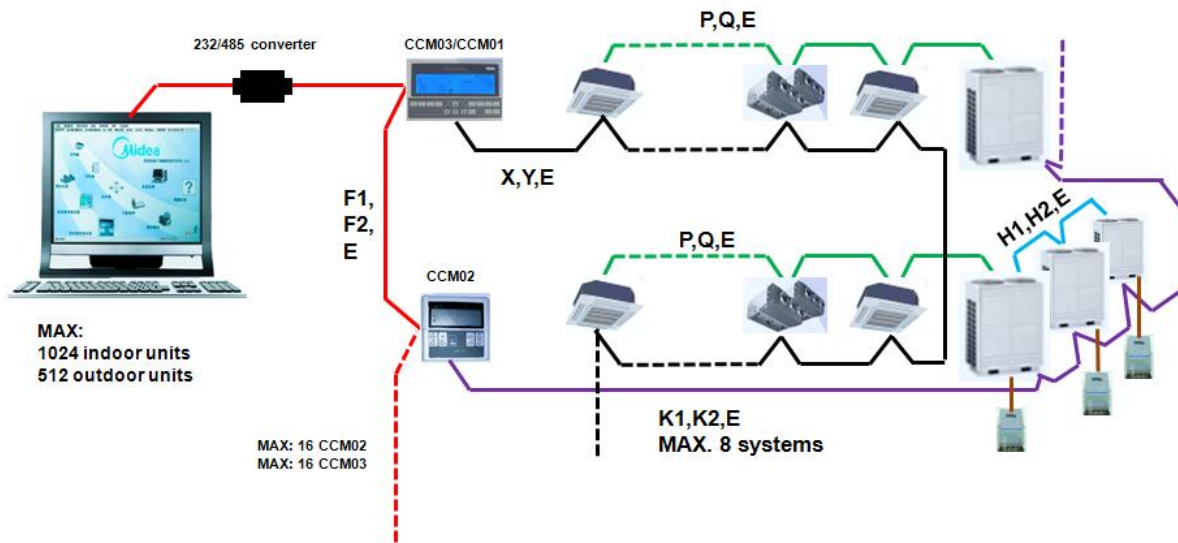 P,Q,E
232/485 converter
CCM03/CCM01
Midea
X,Y,E
F1,
F2,
E
P,Q,E
H1,H2,E
CCM02
MAX:
1024 indoor units
512 outdoor units
K1,K2,E
MAX. 8 systems
MAX: 16 CCM02
MAX: 16 CCM03